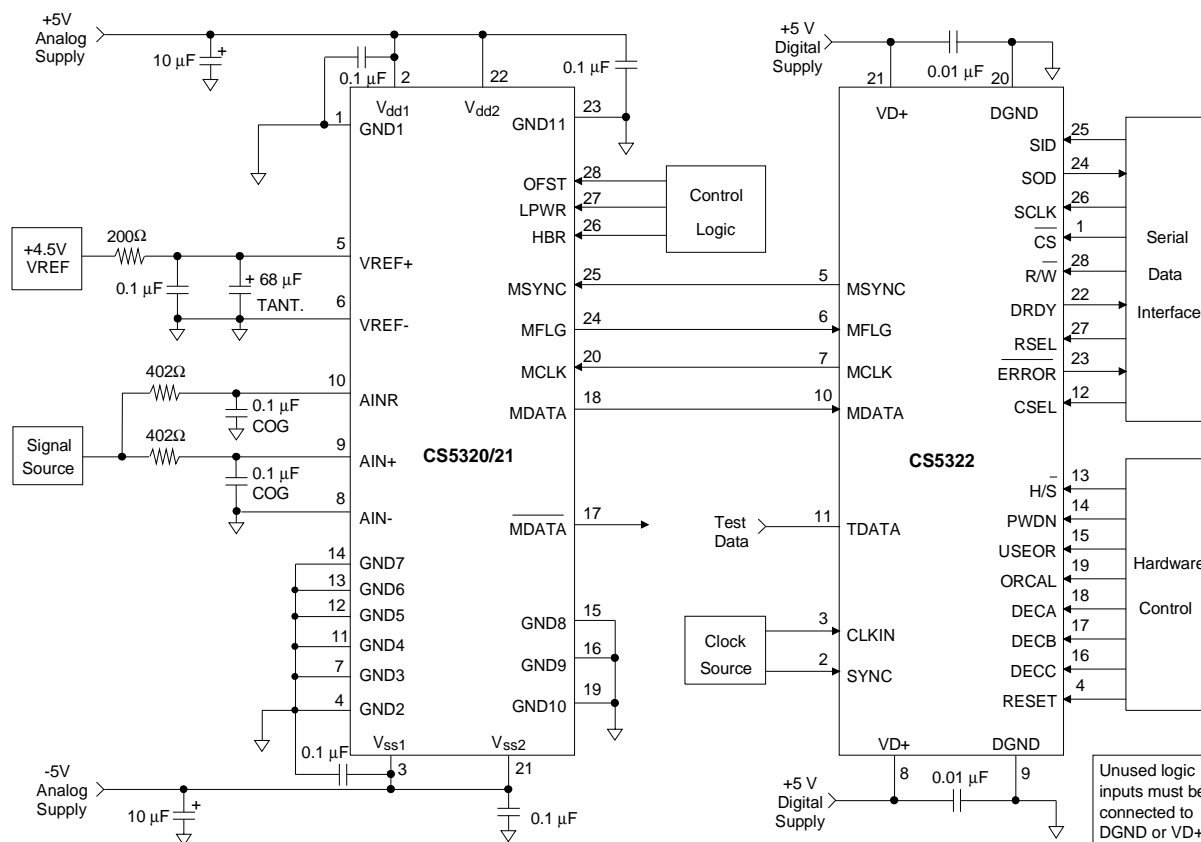 +5V
Analog
Supply
10 µF
+
0.1 µF
2
22
0.1 µF
Vdd1
Vdd2
1
GND1
23
GND11
28
OFST
27
LPWR
26
HBR
Control
Logic
+4.5V
VREF
200Ω
5
VREF+
0.1 µF
+ 68 µF
TANT.
6
VREF-
25
MSYNC
24
MFLG
20
MCLK
18
MDATA
402Ω
10
AINR
0.1 µF
COG
Signal
Source
402Ω
9
AIN+
0.1 µF
COG
8
AIN-
CS5320/21
17
MDATA
14
GND7
13
GND6
12
GND5
11
GND4
7
GND3
4
GND2
15
GND8
16
GND9
19
GND10
0.1 µF
Vss1
Vss2
3
21
-5V
Analog
Supply
10 µF
+
0.1 µF
+5 V
Digital
Supply
21
0.01 µF
20
VD+
DGND
25
SID
24
SOD
26
SCLK
1
CS
28
R/W
22
DRDY
27
RSEL
23
ERROR
12
CSEL
Serial
Data
Interface
5
MSYNC
6
MFLG
7
MCLK
10
MDATA
CS5322
Test
Data
11
TDATA
Clock
Source
3
CLKIN
2
SYNC
13
H/S
14
PWDN
15
USEOR
19
ORCAL
18
DECA
17
DECB
16
DECC
4
RESET
Hardware
Control
VD+
DGND
8
0.01 µF
9
+5 V
Digital
Supply
Unused logic
inputs must be
connected to
DGND or VD+